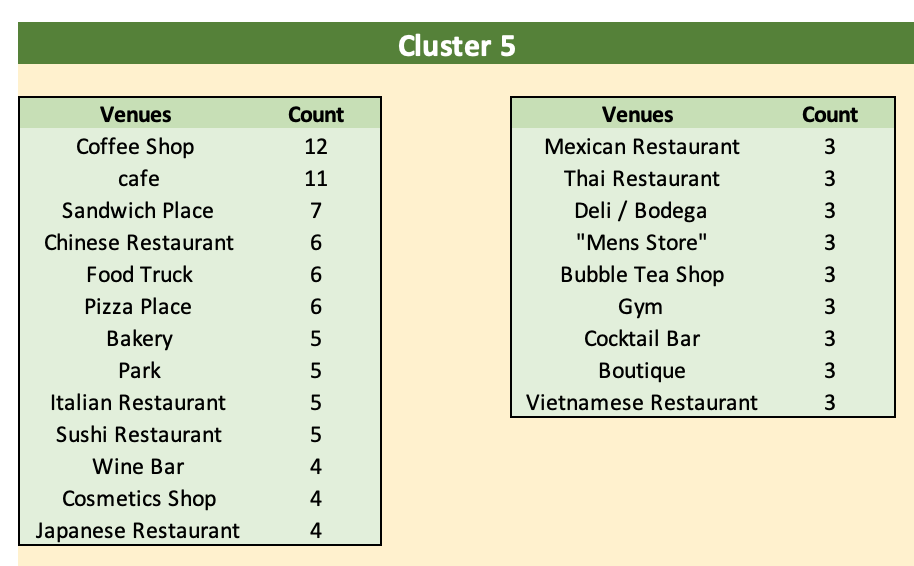 Cluster 5
Venues Count
Coffee Shop 12
cafe 11
Sandwich Place 7
Chinese Restaurant 6
Food Truck 6
Pizza Place 6
Bakery 5
Park 5
Italian Restaurant 5
Sushi Restaurant 5
Wine Bar 4
Cosmetics Shop 4
Japanese Restaurant 4
Venues Count
Mexican Restaurant 3
Thai Restaurant 3
Deli / Bodega 3
"Mens Store" 3
Bubble Tea Shop 3
Gym 3
Cocktail Bar 3
Boutique 3
Vietnamese Restaurant 3